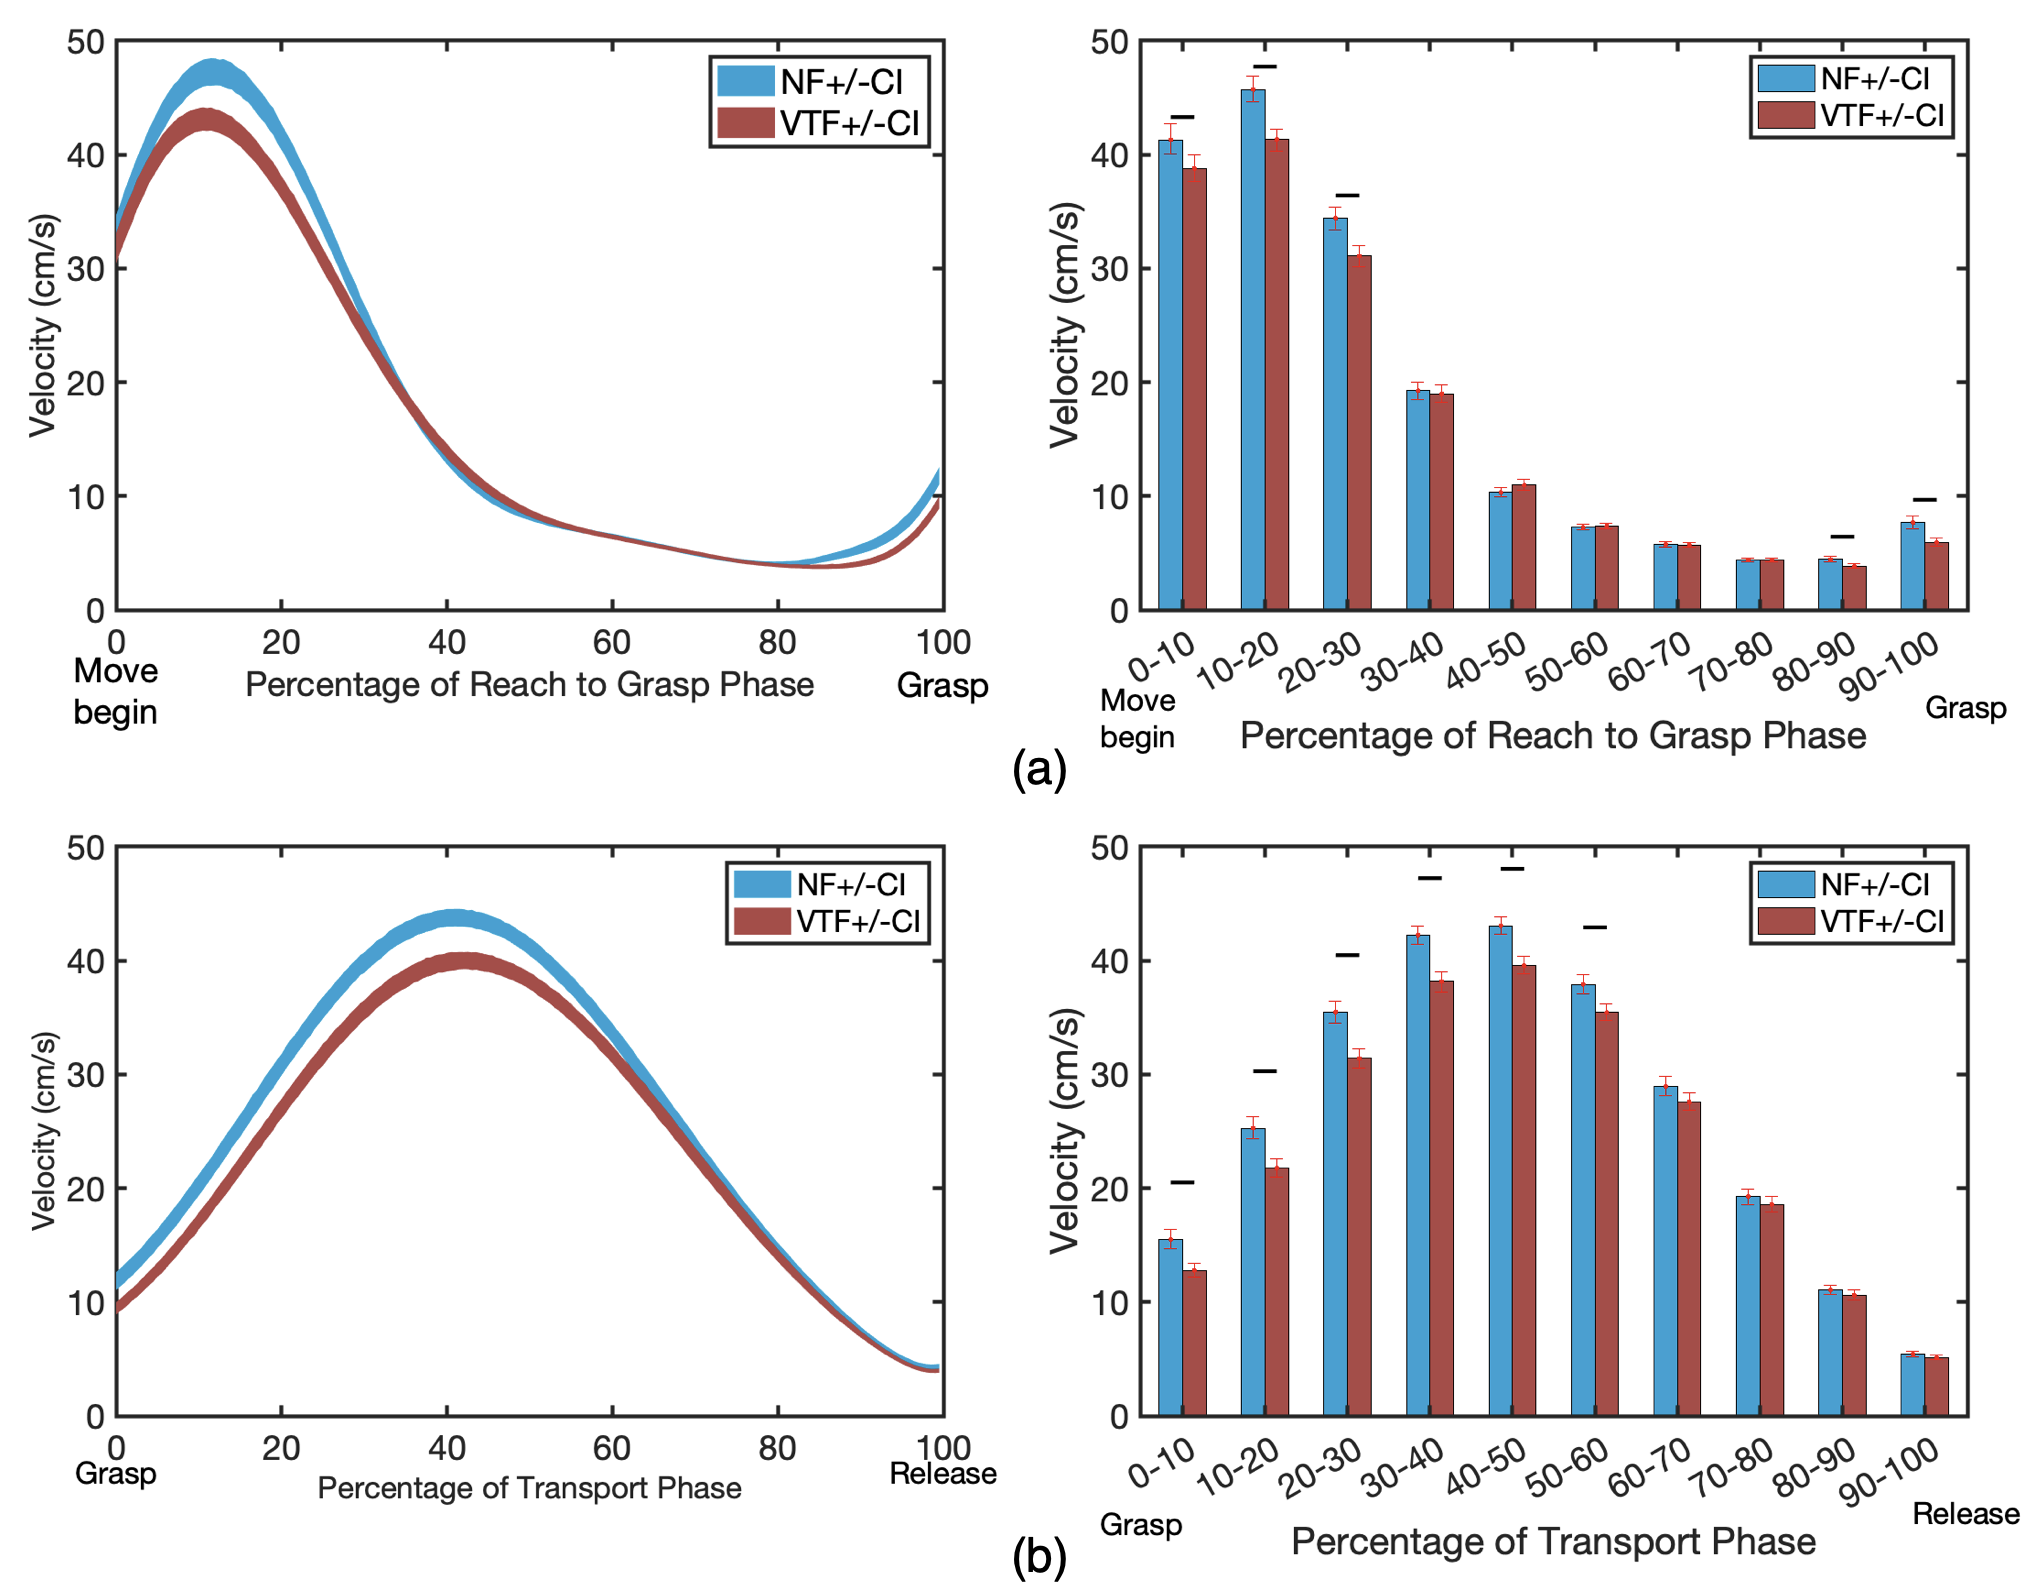 50
40
30
20
10
0
Velocity (cm/s)
NF+/-CI
VTF+/-CI
0 20 40 60 80 100
Move
begin
Percentage of Reach to Grasp Phase
Grasp
50
40
30
20
10
0
Velocity (cm/s)
NF+/-CI
VTF+/-CI
0-10 10-20 20-30 30-40 40-50 50-60 60-70 70-80 80-90 90-100
Move
begin
Grasp
Percentage of Reach to Grasp Phase
(a)
50
40
30
20
10
0
Velocity (cm/s)
NF+/-CI
VTF+/-CI
0 20 40 60 80 100
Grasp
Release
Percentage of Transport Phase
50
40
30
20
10
0
Velocity (cm/s)
NF+/-CI
VTF+/-CI
0-10 10-20 20-30 30-40 40-50 50-60 60-70 70-80 80-90 90-100
Grasp
Release
Percentage of Transport Phase
(b)